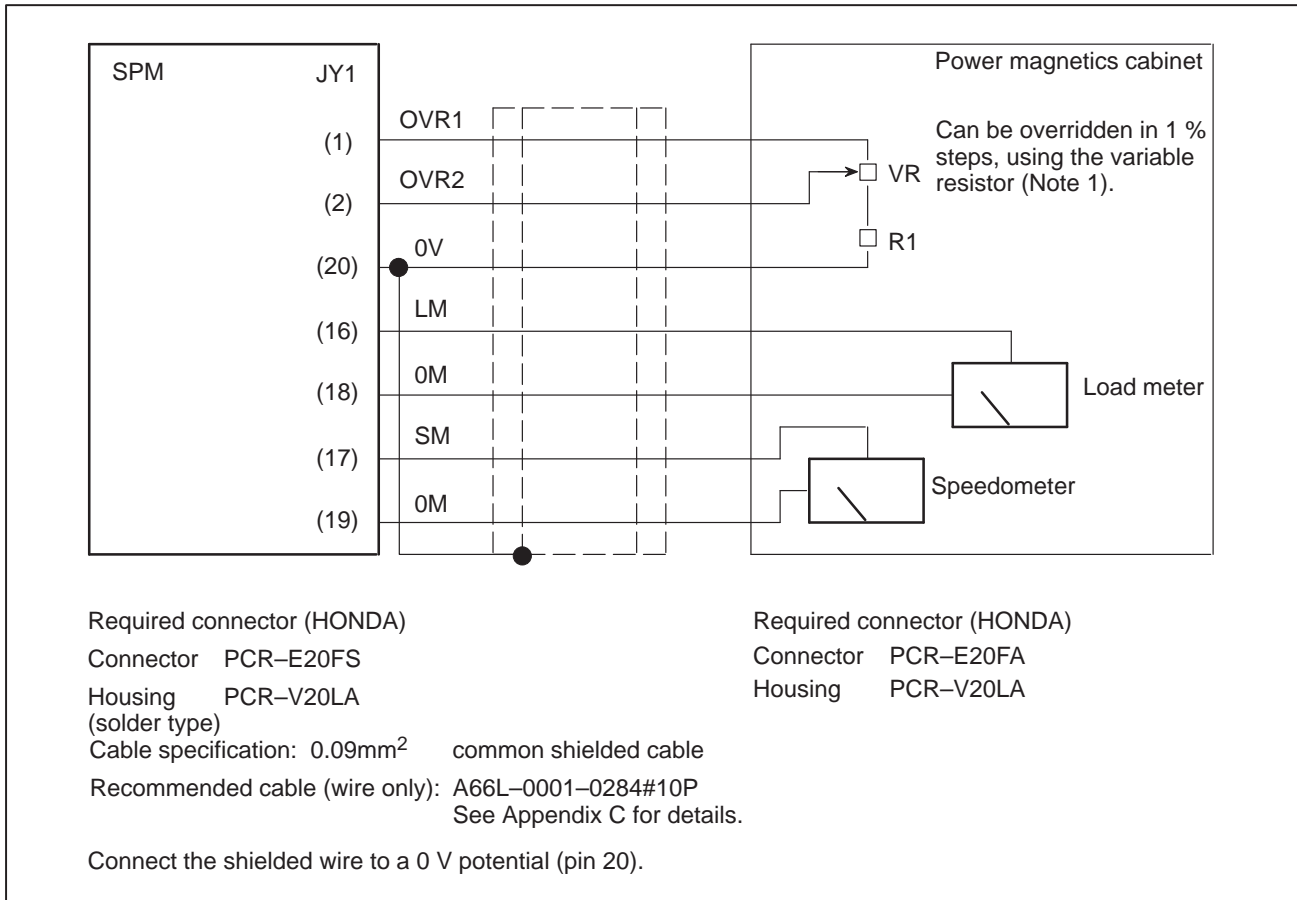 SPM
JY1
Power magnetics cabinet
OVR1
(1)
Can be overridden in 1 %
steps, using the variable
resistor (Note 1).
OVR2
VR
(2)
0V
R1
(20)
LM
(16)
0M
(18)
Load meter
SM
(17)
Speedometer
0M
(19)
Required connector (HONDA)
Connector PCR–E20FS
Housing PCR–V20LA
(solder type)
Cable specification: 0.09mm2 common shielded cable
Recommended cable (wire only): A66L–0001–0284#10P
See Appendix C for details.
Connect the shielded wire to a 0 V potential (pin 20).
Required connector (HONDA)
Connector PCR–E20FA
Housing PCR–V20LA